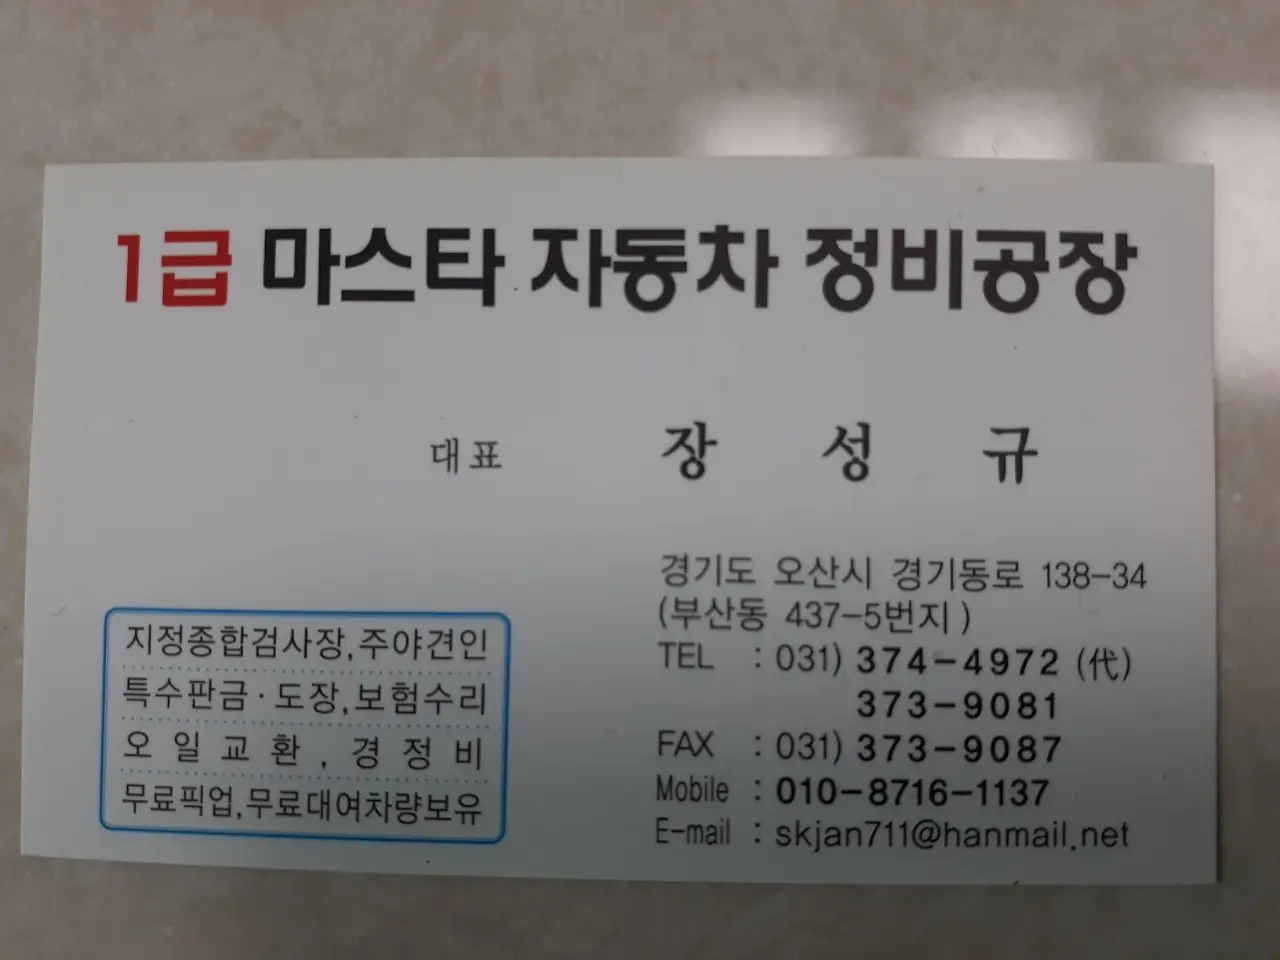 1급 마스타 자동차 정비공장
대표 장 성 규
경기도 오산시 경기동로 138-34
(부산동 437-5번지)
TEL : 031) 374-4972 (代)
373-9081
FAX : 031) 373-9087
Mobile : 010-8716-1137
E-mail : skjan711@hanmail.net
지정종합검사장,주야견인
특수판금·도장,보험수리
오 일 교 환 , 경 정 비
무료픽업,무료대여차량보유